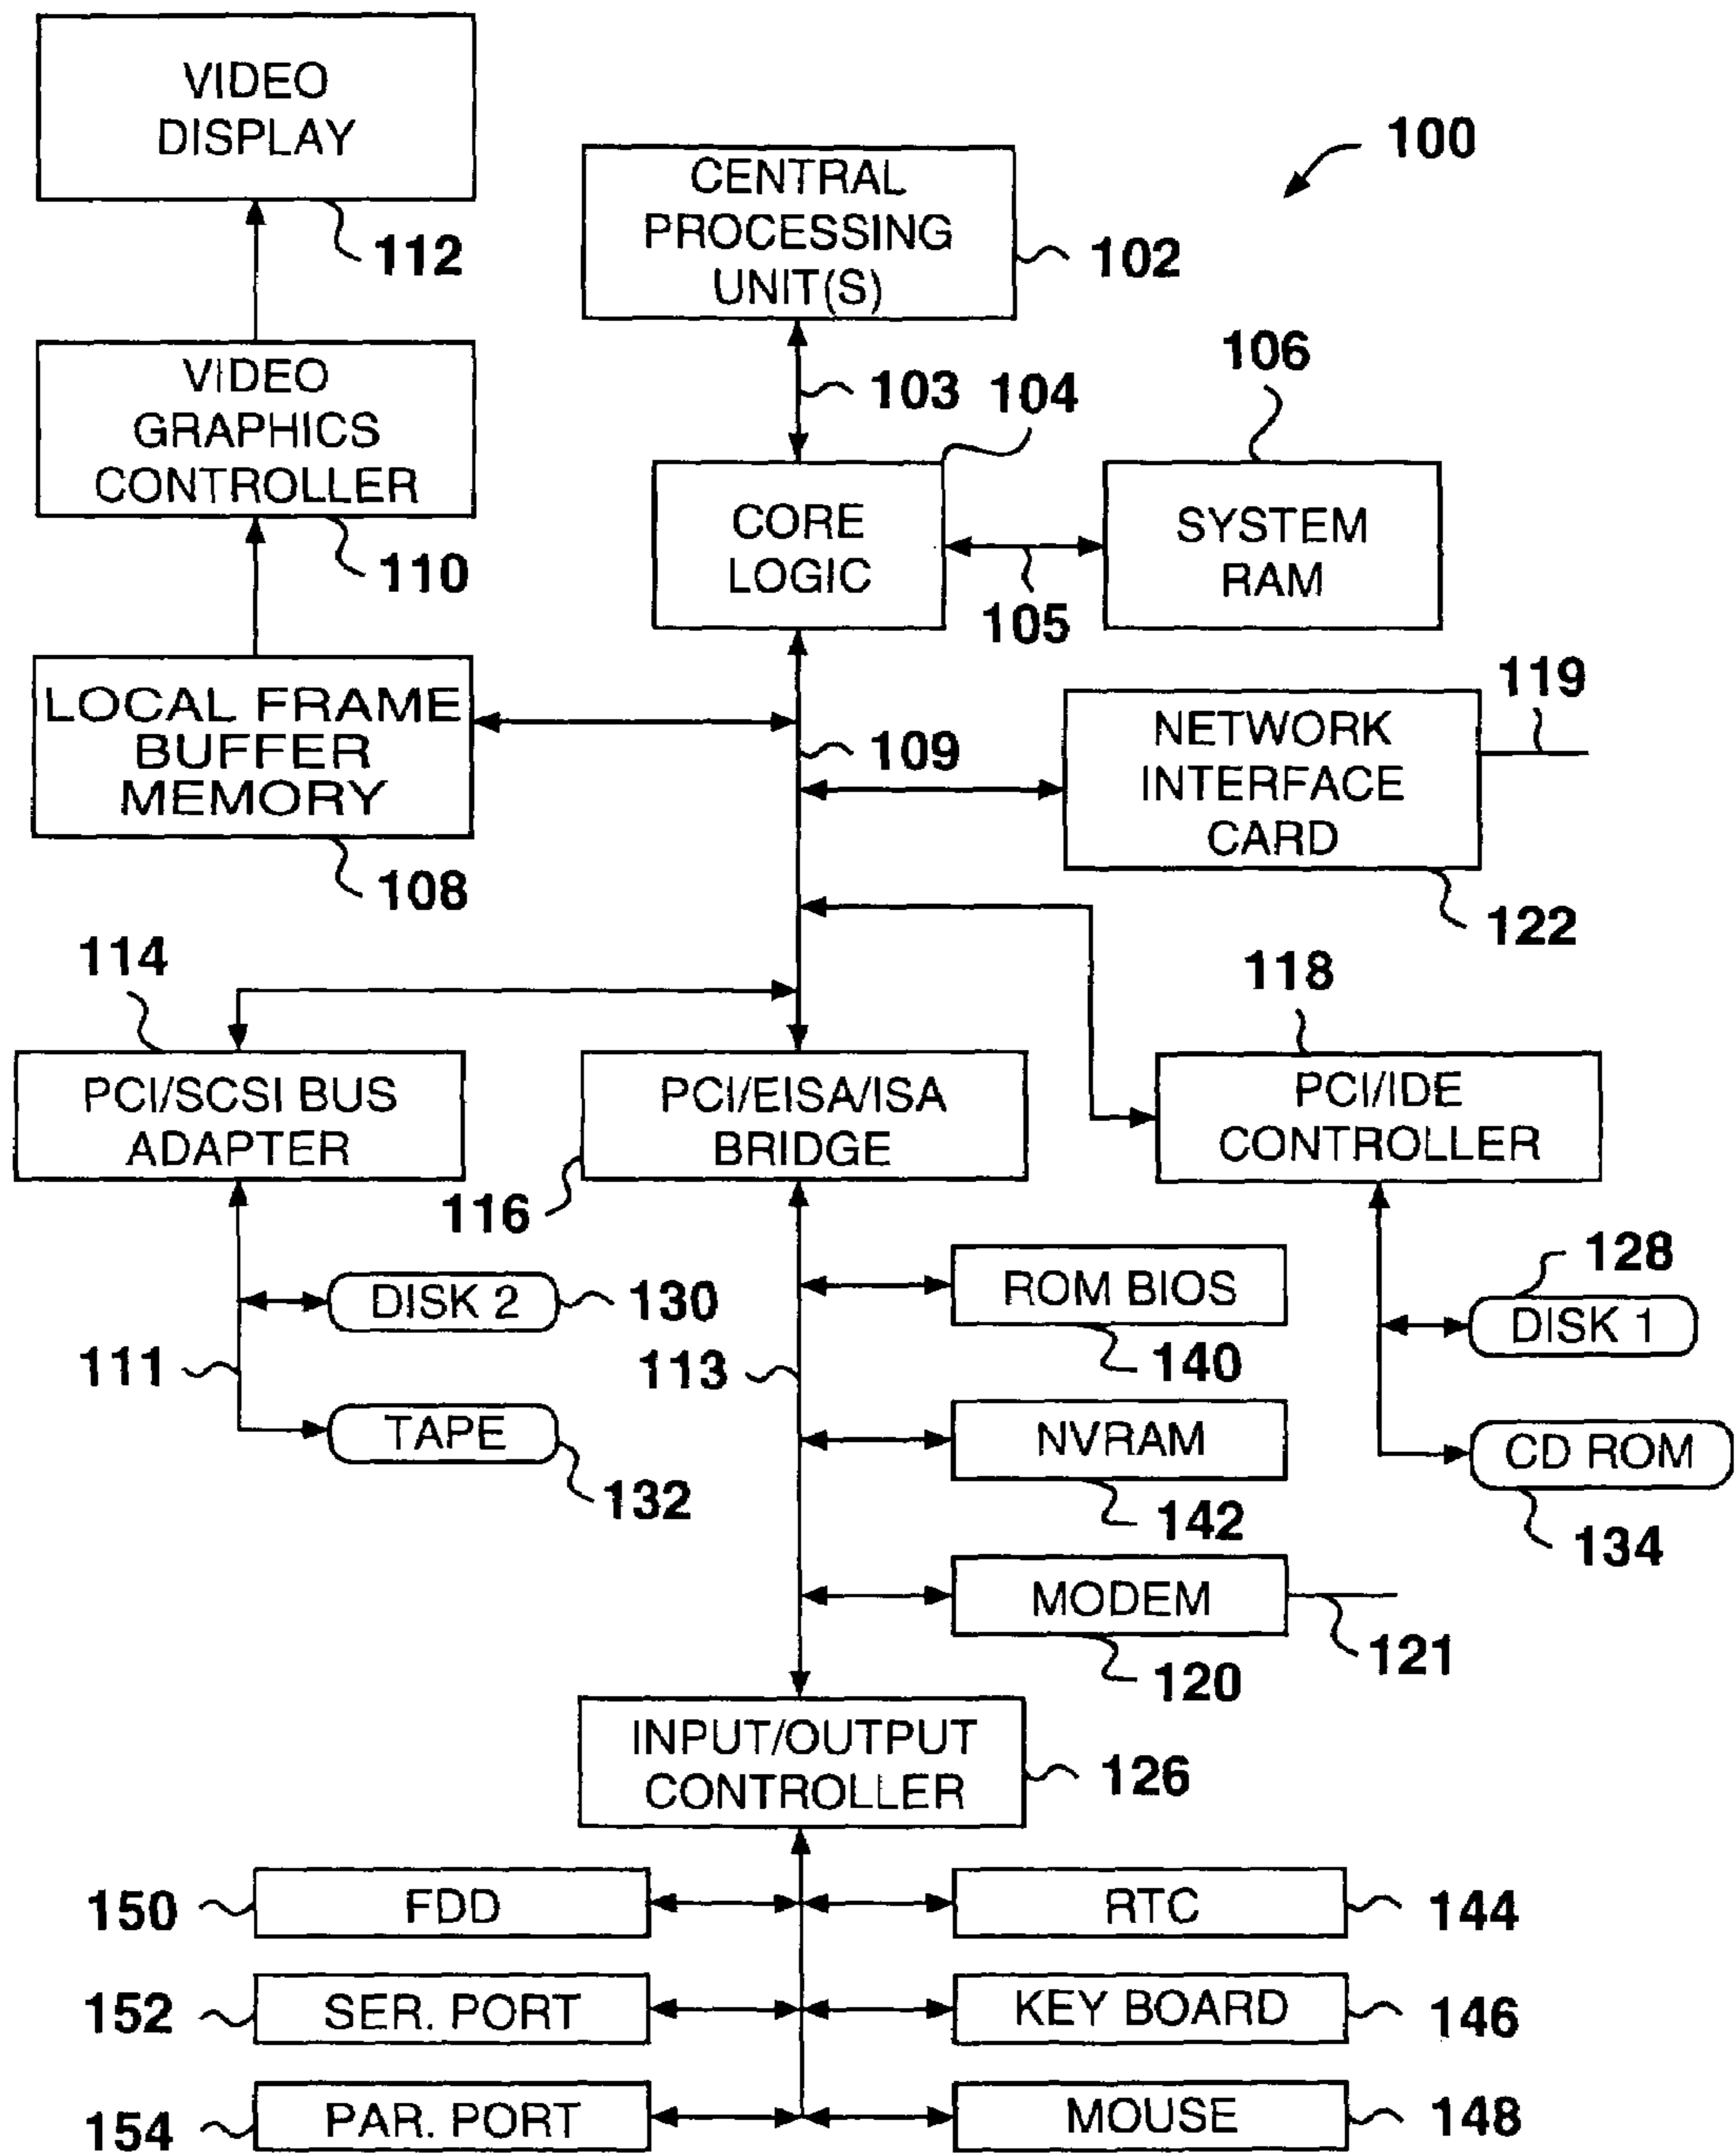 VIDEO
DISPLAY
112
100
CENTRAL
PROCESSING
UNIT(S)
102
VIDEO
GRAPHICS
CONTROLLER
110
103
104
106
CORE
LOGIC
105
SYSTEM
RAM
LOCAL FRAME
BUFFER
MEMORY
108
109
119
NETWORK
INTERFACE
CARD
122
114
118
PCI/SCSI BUS
ADAPTER
PCI/EISA/ISA
BRIDGE
116
PCI/IDE
CONTROLLER
DISK 2
130
111
TAPE
132
113
ROM BIOS
140
NVRAM
142
MODEM
120
121
128
DISK 1
CD ROM
134
INPUT/OUTPUT
CONTROLLER
126
150
FDD
RTC
144
152
SER. PORT
KEY BOARD
146
154
PAR. PORT
MOUSE
148